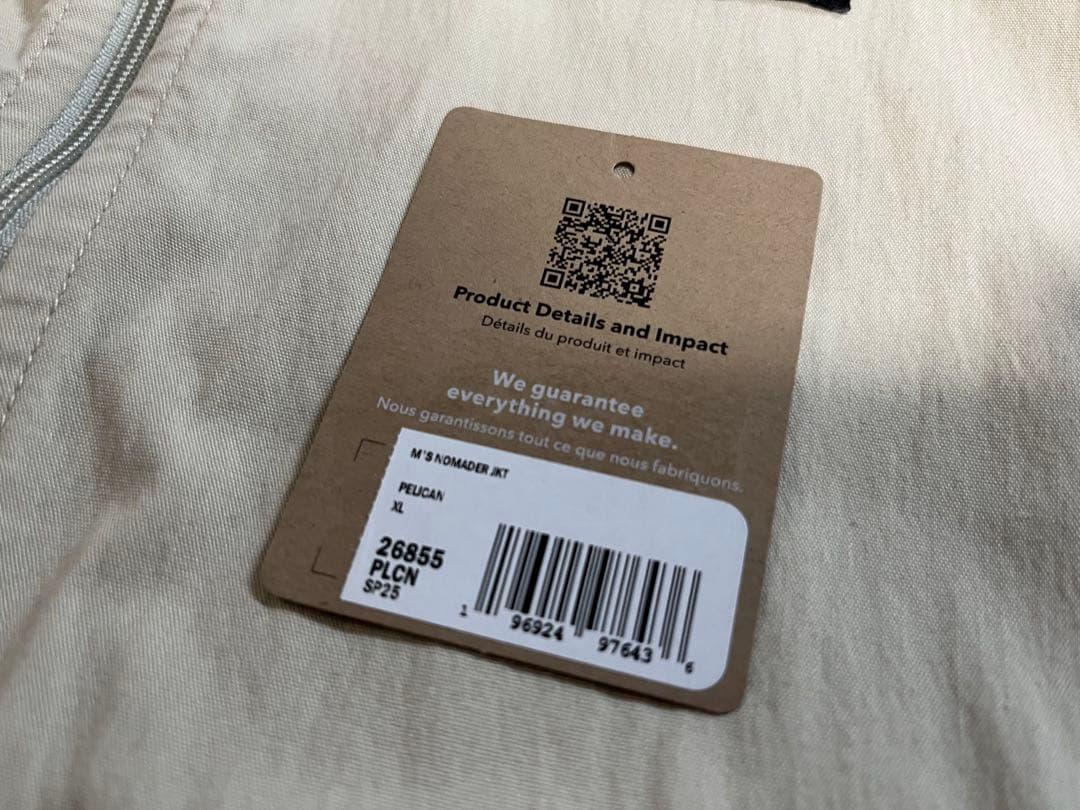 Product Details and Impact
Détails du produit et impact
We guarantee
everything we make.
Nous garantissons tout ce que nous fabriquons.
M'S NOMADER JKT
PELICAN
XL
26855
PLCN
SP25
1 96924 97643 6